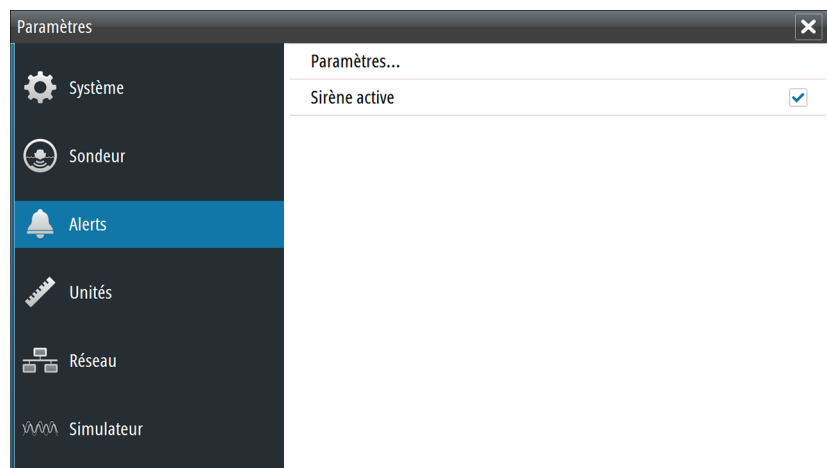 Paramètres
Système
Sondeur
Alerts
Unités
Réseau
Simulateur
Paramètres...
Sirène active